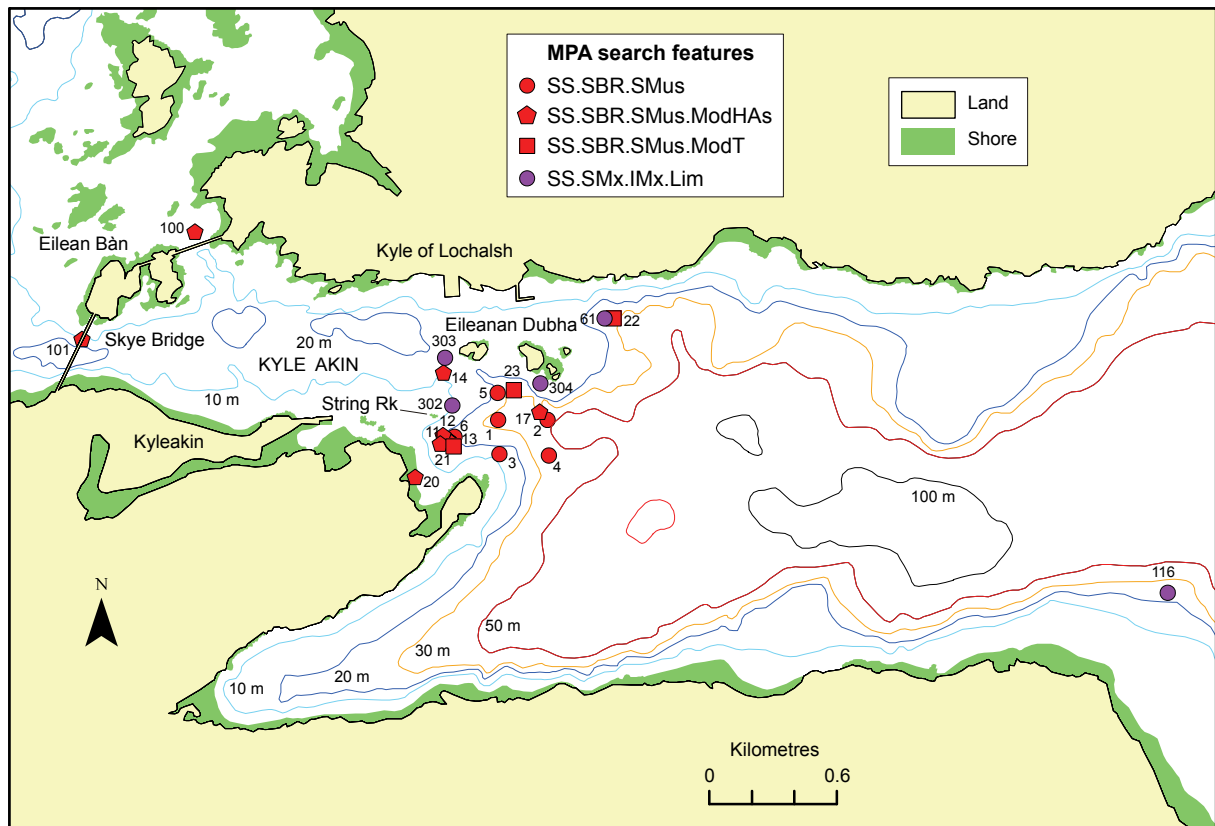 MPA search features
SS.SBR.SMus
SS.SBR.SMus.ModHAs
SS.SBR.SMus.ModT
SS.SMx.IMx.Lim
Land
Shore
100
Eilean Bàn
Kyle of Lochalsh
101
Skye Bridge
20 m
Eileanan Dubha
61
22
303
KYLE AKIN
14
23
304
10 m
5
String Rk
302
17
12
1
2
Kyleakin
11
6
13
21
3
4
20
100 m
116
N
50 m
30 m
20 m
10 m
Kilometres
0
0.6